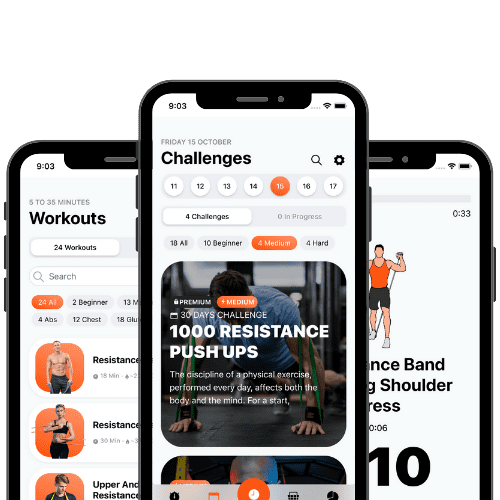 9:03
5 TO 35 MINUTES
Workouts
24 Workouts
Search
24 All 2 Beginner 13 M
4 Abs 12 Chest 18 Glu
Resistance
18 Min
Resistance
30 Min
Upper And
Resistance
9:03
FRIDAY 15 OCTOBER
Challenges
11 12 13 14 15 16 17
4 Challenges 0 In Progress
18 All 10 Beginner 4 Medium 4 Hard
PREMIUM MEDIUM
30 DAYS CHALLENGE
1000 RESISTANCE
PUSH UPS
The discipline of a physical exercise,
performed every day, affects both the
body and the mind. For a start,
0:33
ance Band
g Shoulder
ress
0:06
10